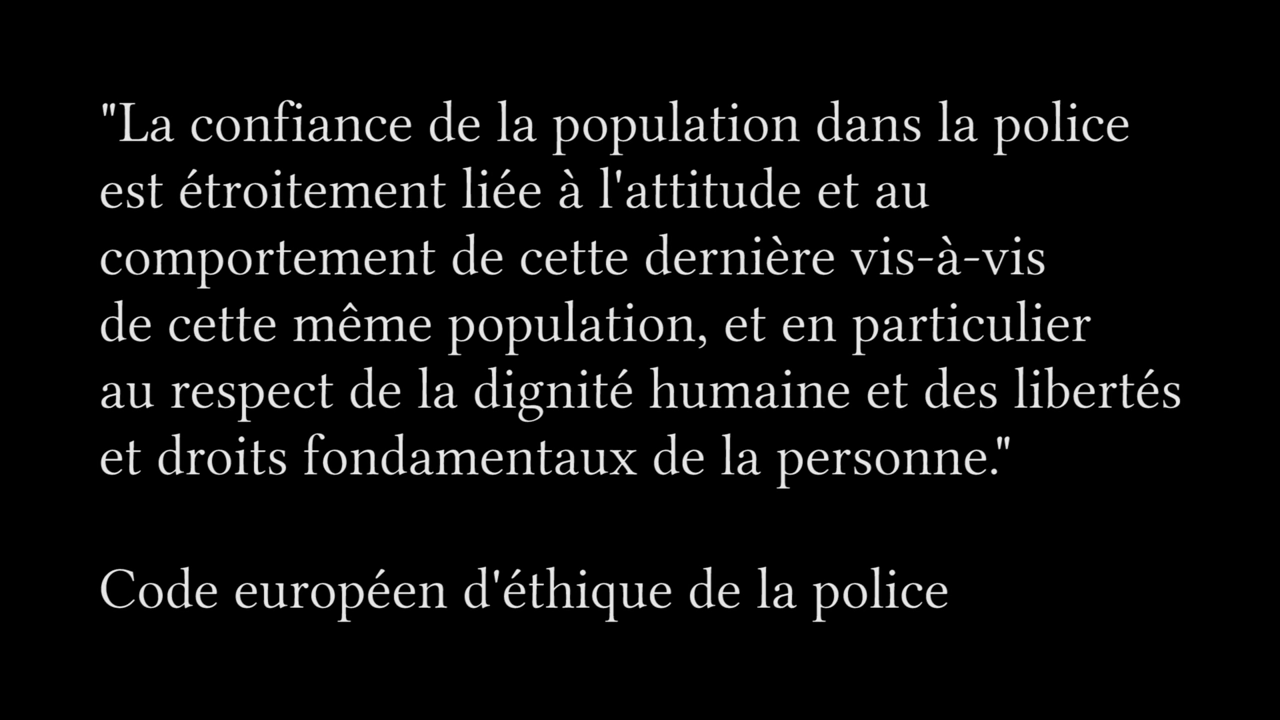 "La confiance de la population dans la police
est étroitement liée à l'attitude et au
comportement de cette dernière vis-à-vis
de cette même population, et en particulier
au respect de la dignité humaine et des libertés
et droits fondamentaux de la personne."
Code européen d'éthique de la police